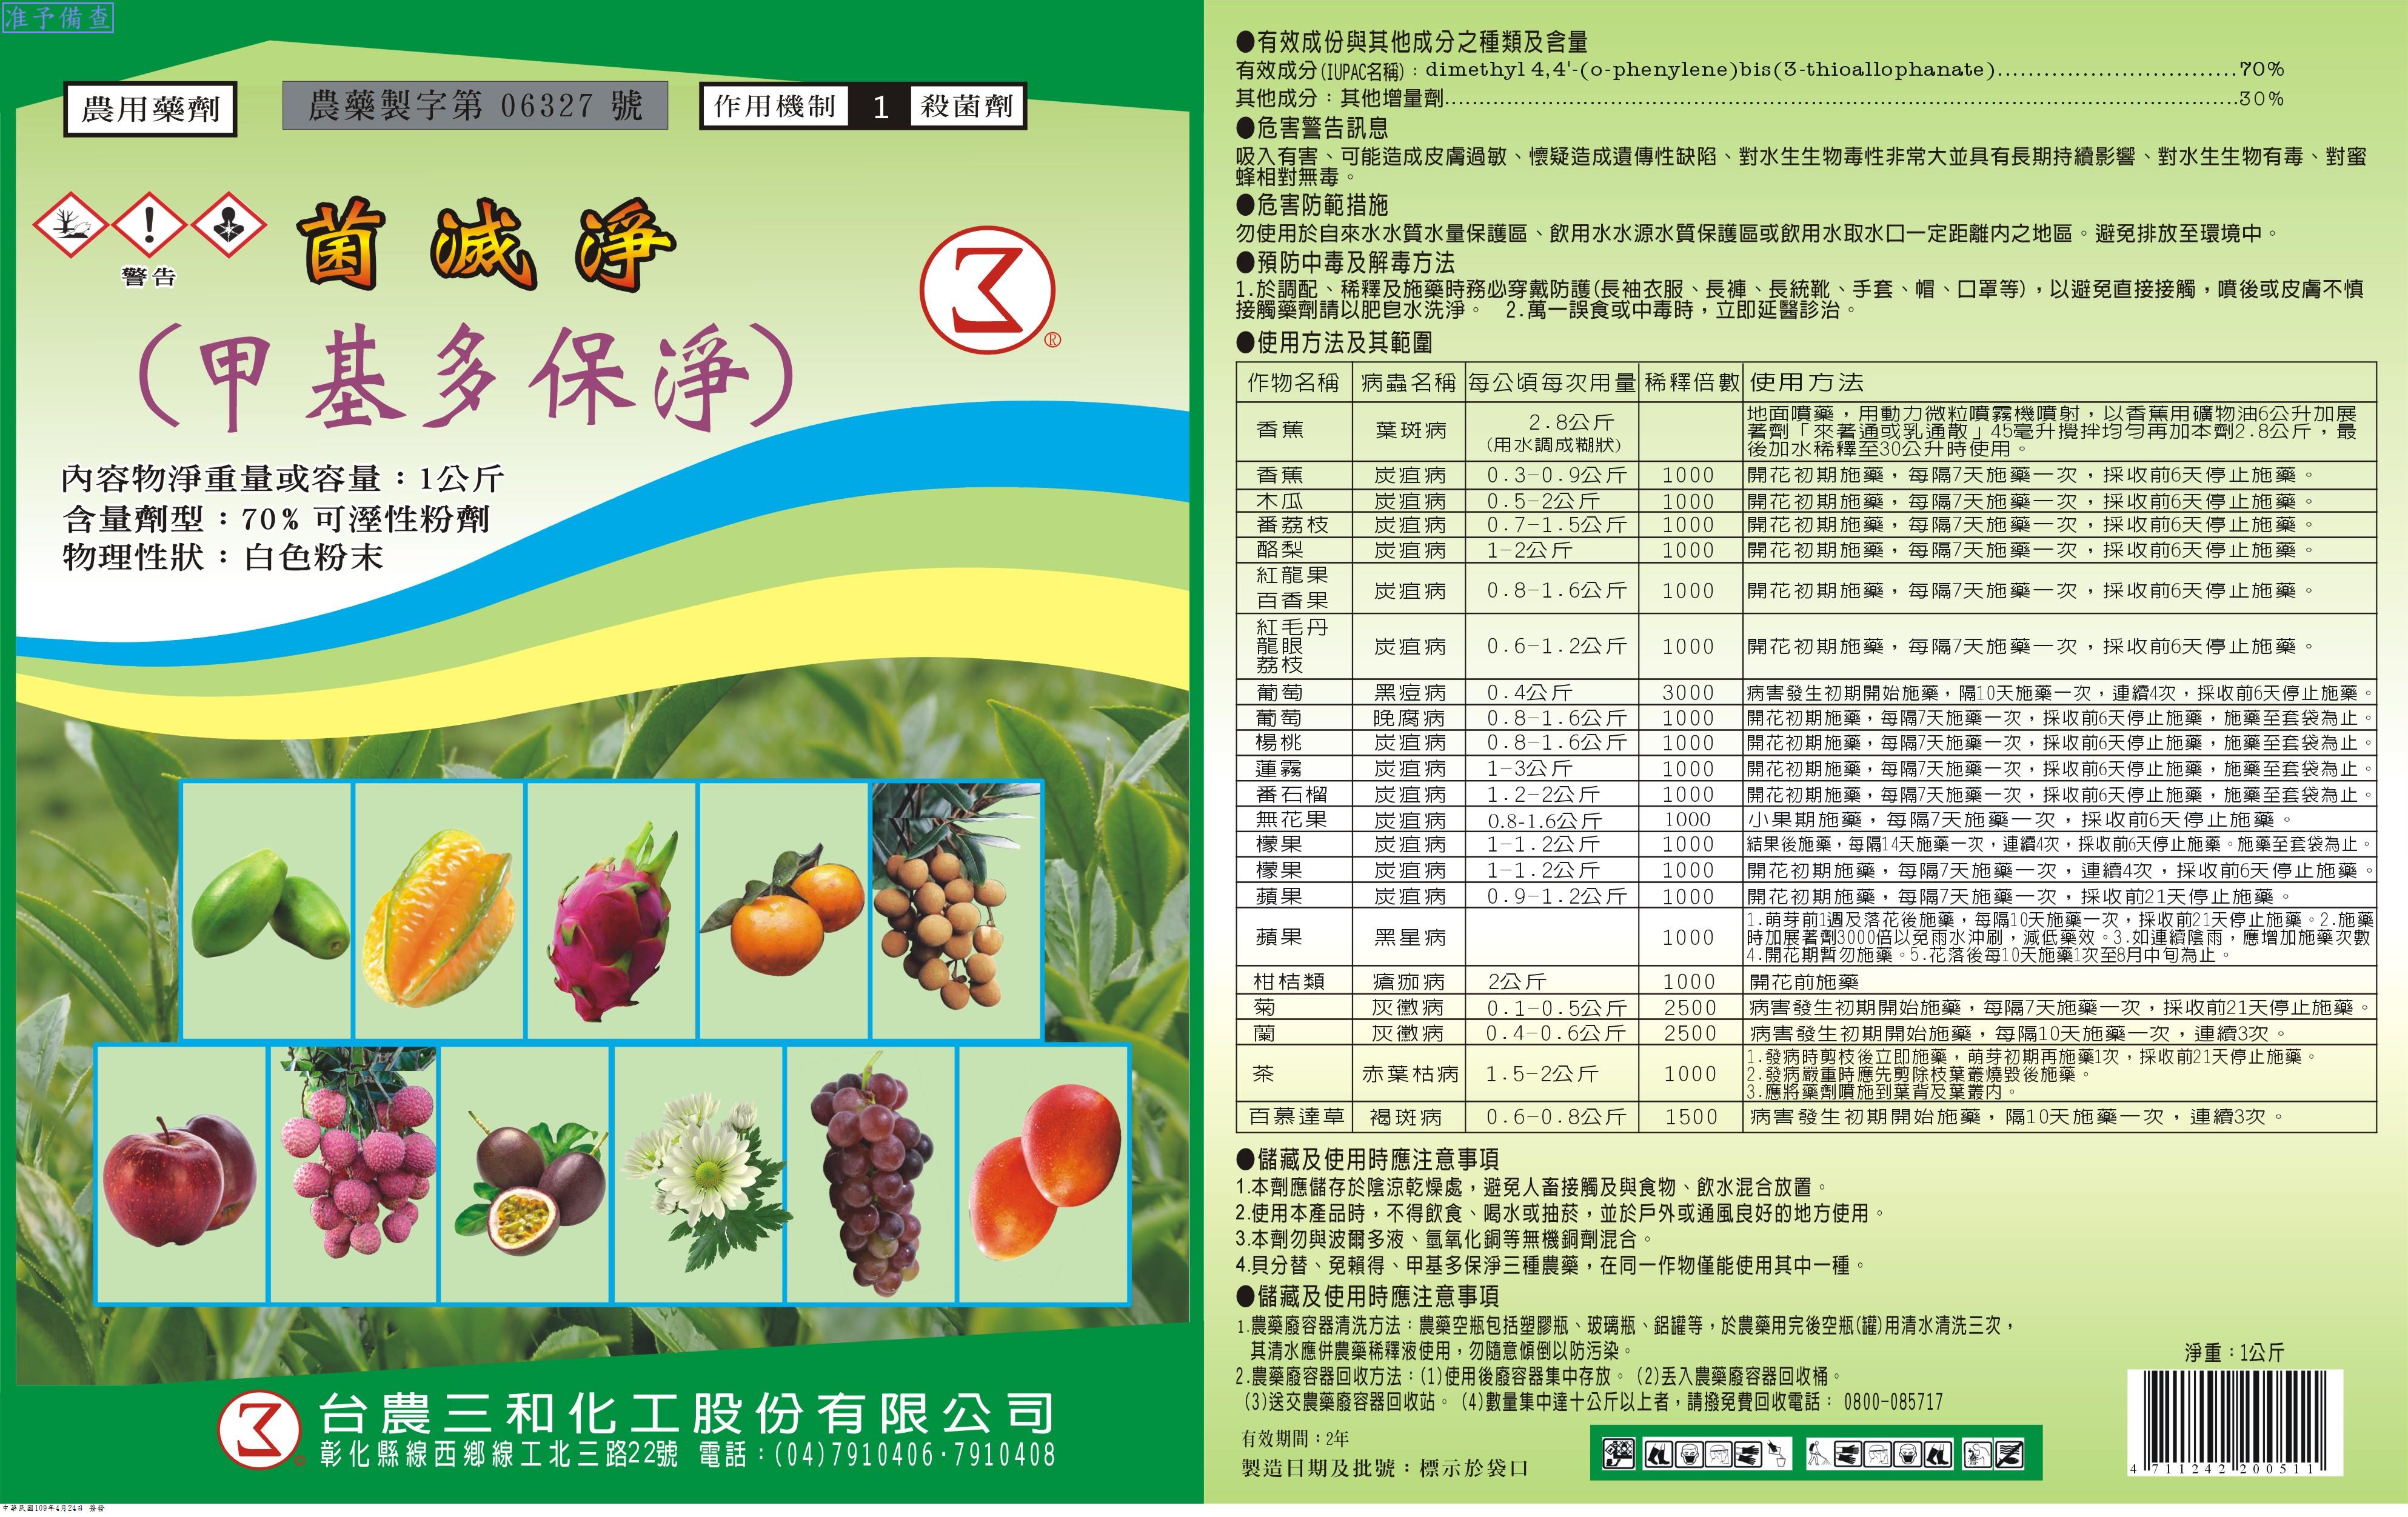 准予備查
農用藥劑
農藥製字第 06327 號
作用機制 1 殺菌劑
警告
菌滅淨
(甲基多保淨)
®
內容物淨重量或容量：1公斤
含量劑型：70% 可溼性粉劑
物理性狀：白色粉末
台農三和化工股份有限公司
彰化縣線西鄉線工北三路22號 電話：(04)7910406·7910408
中華民國109年4月24日 簽發
●有效成份與其他成分之種類及含量
有效成分(IUPAC名稱)：dimethyl 4,4'-(o-phenylene)bis(3-thioallophanate)...............................70%
其他成分：其他增量劑....................................................................................................................30%
●危害警告訊息
吸入有害、可能造成皮膚過敏、懷疑造成遺傳性缺陷、對水生生物毒性非常大並具有長期持續影響、對水生生物有毒、對蜜
蜂相對無毒。
●危害防範措施
勿使用於自來水水質水量保護區、飲用水水源水質保護區或飲用水取水口一定距離內之地區。避免排放至環境中。
●預防中毒及解毒方法
1.於調配、稀釋及施藥時務必穿戴防護(長袖衣服、長褲、長統靴、手套、帽、口罩等)，以避免直接接觸，噴後或皮膚不慎
接觸藥劑請以肥皂水洗淨。 2.萬一誤食或中毒時，立即延醫診治。
●使用方法及其範圍
作物名稱 病蟲名稱 每公頃每次用量 稀釋倍數 使用方法
香蕉 葉斑病 2.8公斤
(用水調成糊狀)
地面噴藥，用動力微粒噴霧機噴射，以香蕉用礦物油6公升加展
著劑「來著通或乳通散」45毫升攪拌均勻再加本劑2.8公斤，最
後加水稀釋至30公升時使用。
香蕉 炭疽病 0.3-0.9公斤 1000 開花初期施藥，每隔7天施藥一次，採收前6天停止施藥。
木瓜 炭疽病 0.5-2公斤 1000 開花初期施藥，每隔7天施藥一次，採收前6天停止施藥。
番荔枝 炭疽病 0.7-1.5公斤 1000 開花初期施藥，每隔7天施藥一次，採收前6天停止施藥。
酪梨 炭疽病 1-2公斤 1000 開花初期施藥，每隔7天施藥一次，採收前6天停止施藥。
紅龍果
百香果
炭疽病 0.8-1.6公斤 1000 開花初期施藥，每隔7天施藥一次，採收前6天停止施藥。
紅毛丹
龍眼
荔枝
炭疽病 0.6-1.2公斤 1000 開花初期施藥，每隔7天施藥一次，採收前6天停止施藥。
葡萄 黑痘病 0.4公斤 3000 病害發生初期開始施藥，隔10天施藥一次，連續4次，採收前6天停止施藥。
葡萄 晚腐病 0.8-1.6公斤 1000 開花初期施藥，每隔7天施藥一次，採收前6天停止施藥，施藥至套袋為止。
楊桃 炭疽病 0.8-1.6公斤 1000 開花初期施藥，每隔7天施藥一次，採收前6天停止施藥，施藥至套袋為止。
蓮霧 炭疽病 1-3公斤 1000 開花初期施藥，每隔7天施藥一次，採收前6天停止施藥，施藥至套袋為止。
番石榴 炭疽病 1.2-2公斤 1000 開花初期施藥，每隔7天施藥一次，採收前6天停止施藥，施藥至套袋為止。
無花果 炭疽病 0.8-1.6公斤 1000 小果期施藥，每隔7天施藥一次，採收前6天停止施藥。
檬果 炭疽病 1-1.2公斤 1000 結果後施藥，每隔14天施藥一次，連續4次，採收前6天停止施藥。施藥至套袋為止。
檬果 炭疽病 1-1.2公斤 1000 開花初期施藥，每隔7天施藥一次，連續4次，採收前6天停止施藥。
蘋果 炭疽病 0.9-1.2公斤 1000 開花初期施藥，每隔7天施藥一次，採收前21天停止施藥。
蘋果 黑星病 1000
1.萌芽前1週及落花後施藥，每隔10天施藥一次，採收前21天停止施藥。2.施藥
時加展著劑3000倍以免雨水沖刷，減低藥效。3.如連續陰雨，應增加施藥次數
4.開花期暫勿施藥。5.花落後每10天施藥1次至8月中旬為止。
柑桔類 瘡痂病 2公斤 1000 開花前施藥
菊 灰黴病 0.1-0.5公斤 2500 病害發生初期開始施藥，每隔7天施藥一次，採收前21天停止施藥。
蘭 灰黴病 0.4-0.6公斤 2500 病害發生初期開始施藥，每隔10天施藥一次，連續3次。
茶 赤葉枯病 1.5-2公斤 1000
1.發病時剪枝後立即施藥，萌芽初期再施藥1次，採收前21天停止施藥。
2.發病嚴重時應先剪除枝葉叢燒毀後施藥。
3.應將藥劑噴施到葉背及葉叢內。
百慕達草 褐斑病 0.6-0.8公斤 1500 病害發生初期開始施藥，隔10天施藥一次，連續3次。
●儲藏及使用時應注意事項
1.本劑應儲存於陰涼乾燥處，避免人畜接觸及與食物、飲水混合放置。
2.使用本產品時，不得飲食、喝水或抽菸，並於戶外或通風良好的地方使用。
3.本劑勿與波爾多液、氫氧化銅等無機銅劑混合。
4.貝分替、免賴得、甲基多保淨三種農藥，在同一作物僅能使用其中一種。
●儲藏及使用時應注意事項
1.農藥廢容器清洗方法：農藥空瓶包括塑膠瓶、玻璃瓶、鋁罐等，於農藥用完後空瓶(罐)用清水清洗三次，
其清水應併農藥稀釋液使用，勿隨意傾倒以防污染。
2.農藥廢容器回收方法：(1)使用後廢容器集中存放。(2)丟入農藥廢容器回收桶。
(3)送交農藥廢容器回收站。(4)數量集中達十公斤以上者，請撥免費回收電話： 0800-085717
有效期間：2年
製造日期及批號：標示於袋口
淨重：1公斤
4 711242 200511